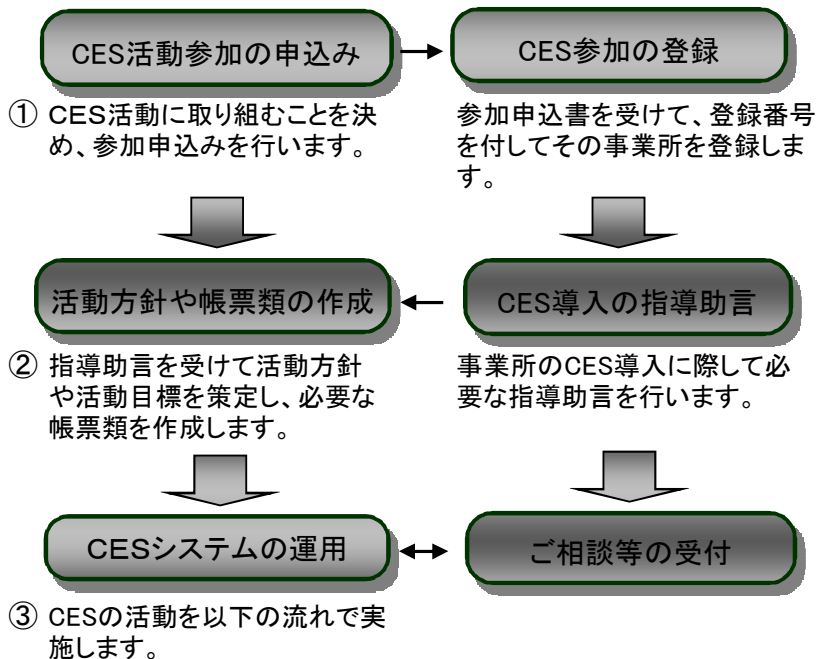 CES活動参加の申込み
CES参加の登録
① CES活動に取り組むことを決
め、参加申込みを行います。
参加申込書を受けて、登録番号
を付してその事業所を登録しま
す。
活動方針や帳票類の作成
CES導入の指導助言
② 指導助言を受けて活動方針
や活動目標を策定し、必要な
帳票類を作成します。
事業所のCES導入に際して必
要な指導助言を行います。
CESシステムの運用
ご相談等の受付
③ CESの活動を以下の流れで実
施します。